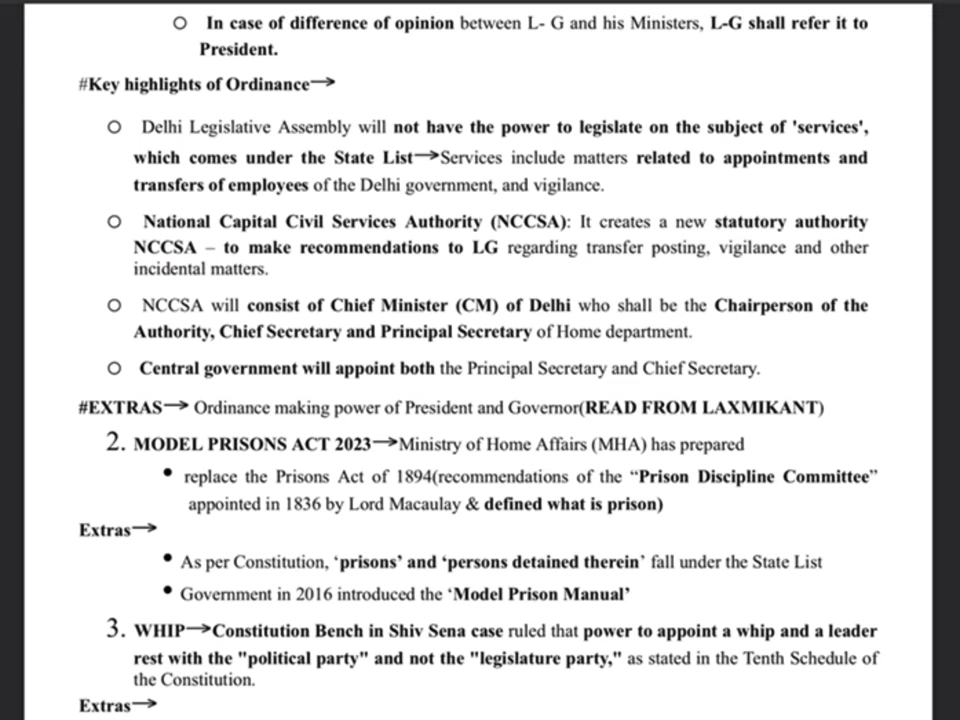 ○ In case of difference of opinion between L- G and his Ministers, L-G shall refer it to
President.
#Key highlights of Ordinance→
○ Delhi Legislative Assembly will not have the power to legislate on the subject of 'services',
which comes under the State List→Services include matters related to appointments and
transfers of employees of the Delhi government, and vigilance.
○ National Capital Civil Services Authority (NCCSA): It creates a new statutory authority
NCCSA – to make recommendations to LG regarding transfer posting, vigilance and other
incidental matters.
○ NCCSA will consist of Chief Minister (CM) of Delhi who shall be the Chairperson of the
Authority, Chief Secretary and Principal Secretary of Home department.
○ Central government will appoint both the Principal Secretary and Chief Secretary.
#EXTRAS→ Ordinance making power of President and Governor(READ FROM LAXMIKANT)
2. MODEL PRISONS ACT 2023→Ministry of Home Affairs (MHA) has prepared
• replace the Prisons Act of 1894(recommendations of the “Prison Discipline Committee”
appointed in 1836 by Lord Macaulay & defined what is prison)
Extras→
• As per Constitution, ‘prisons’ and ‘persons detained therein’ fall under the State List
• Government in 2016 introduced the ‘Model Prison Manual’
3. WHIP→Constitution Bench in Shiv Sena case ruled that power to appoint a whip and a leader
rest with the "political party" and not the "legislature party," as stated in the Tenth Schedule of
the Constitution.
Extras→